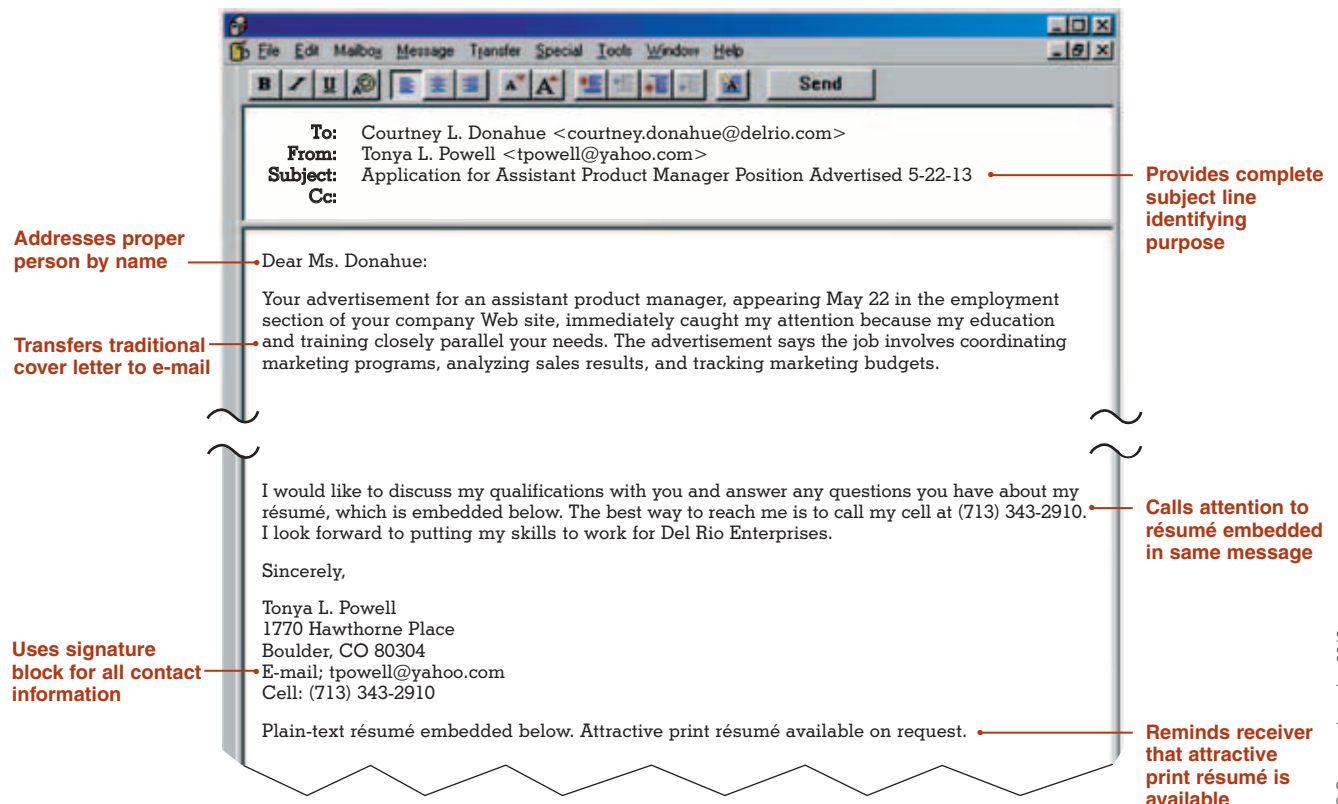 File Edit Mailbox Message Transfer Special Tools Window Help
B I U A A A Send
To: Courtney L. Donahue <courtney.donahue@delrio.com>
From: Tonya L. Powell <tpowell@yahoo.com>
Subject: Application for Assistant Product Manager Position Advertised 5-22-13
Cc:
Provides complete
subject line
identifying
purpose
Addresses proper
person by name
Dear Ms. Donahue:
Your advertisement for an assistant product manager, appearing May 22 in the employment
section of your company Web site, immediately caught my attention because my education
and training closely parallel your needs. The advertisement says the job involves coordinating
marketing programs, analyzing sales results, and tracking marketing budgets.
Transfers traditional
cover letter to e-mail
I would like to discuss my qualifications with you and answer any questions you have about my
résumé, which is embedded below. The best way to reach me is to call my cell at (713) 343-2910.
I look forward to putting my skills to work for Del Rio Enterprises.
Calls attention to
résumé embedded
in same message
Sincerely,
Tonya L. Powell
1770 Hawthorne Place
Boulder, CO 80304
E-mail; tpowell@yahoo.com
Cell: (713) 343-2910
Uses signature
block for all contact
information
Plain-text résumé embedded below. Attractive print résumé available on request.
Reminds receiver
that attractive
print résumé is
available